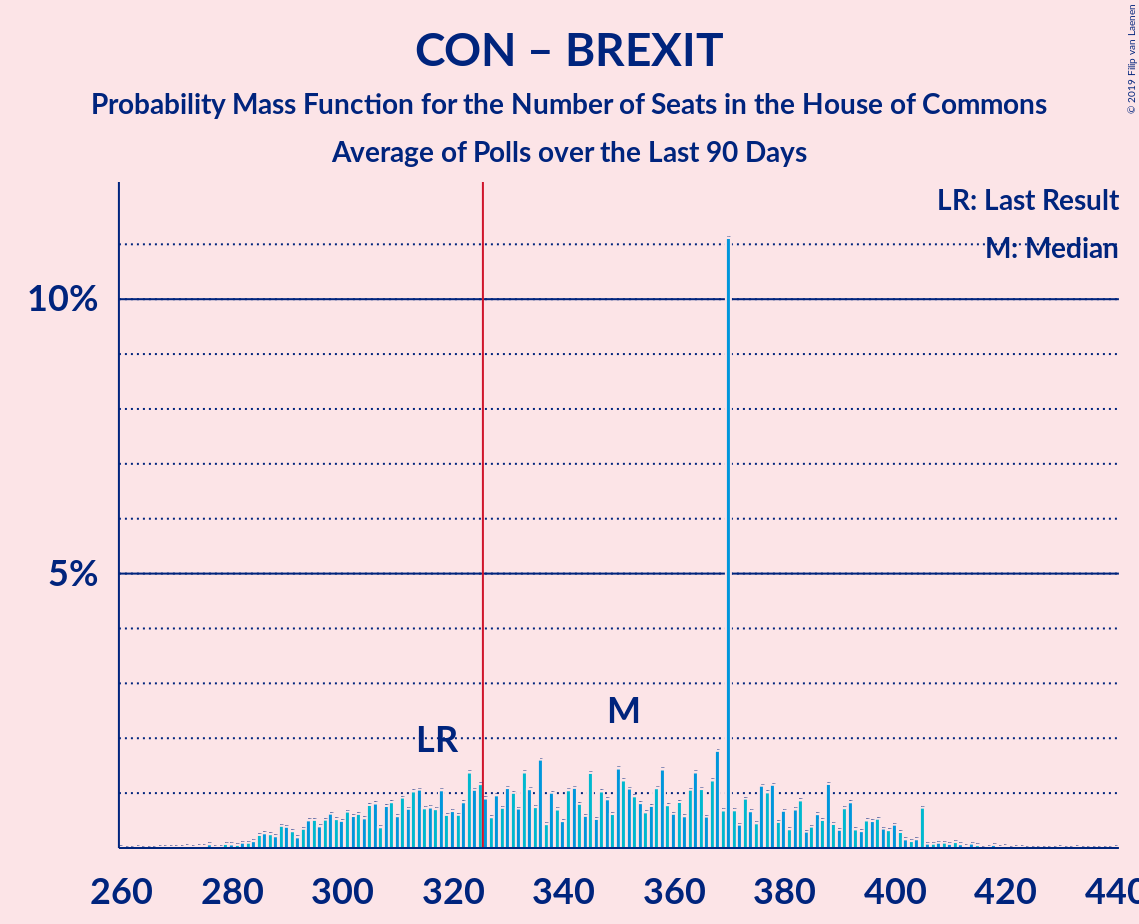 CON – BREXIT
Probability Mass Function for the Number of Seats in the House of Commons
Average of Polls over the Last 90 Days
© 2019 Filip van Laenen
LR: Last Result
M: Median
10%
5%
LR
M
260 280 300 320 340 360 380 400 420 440